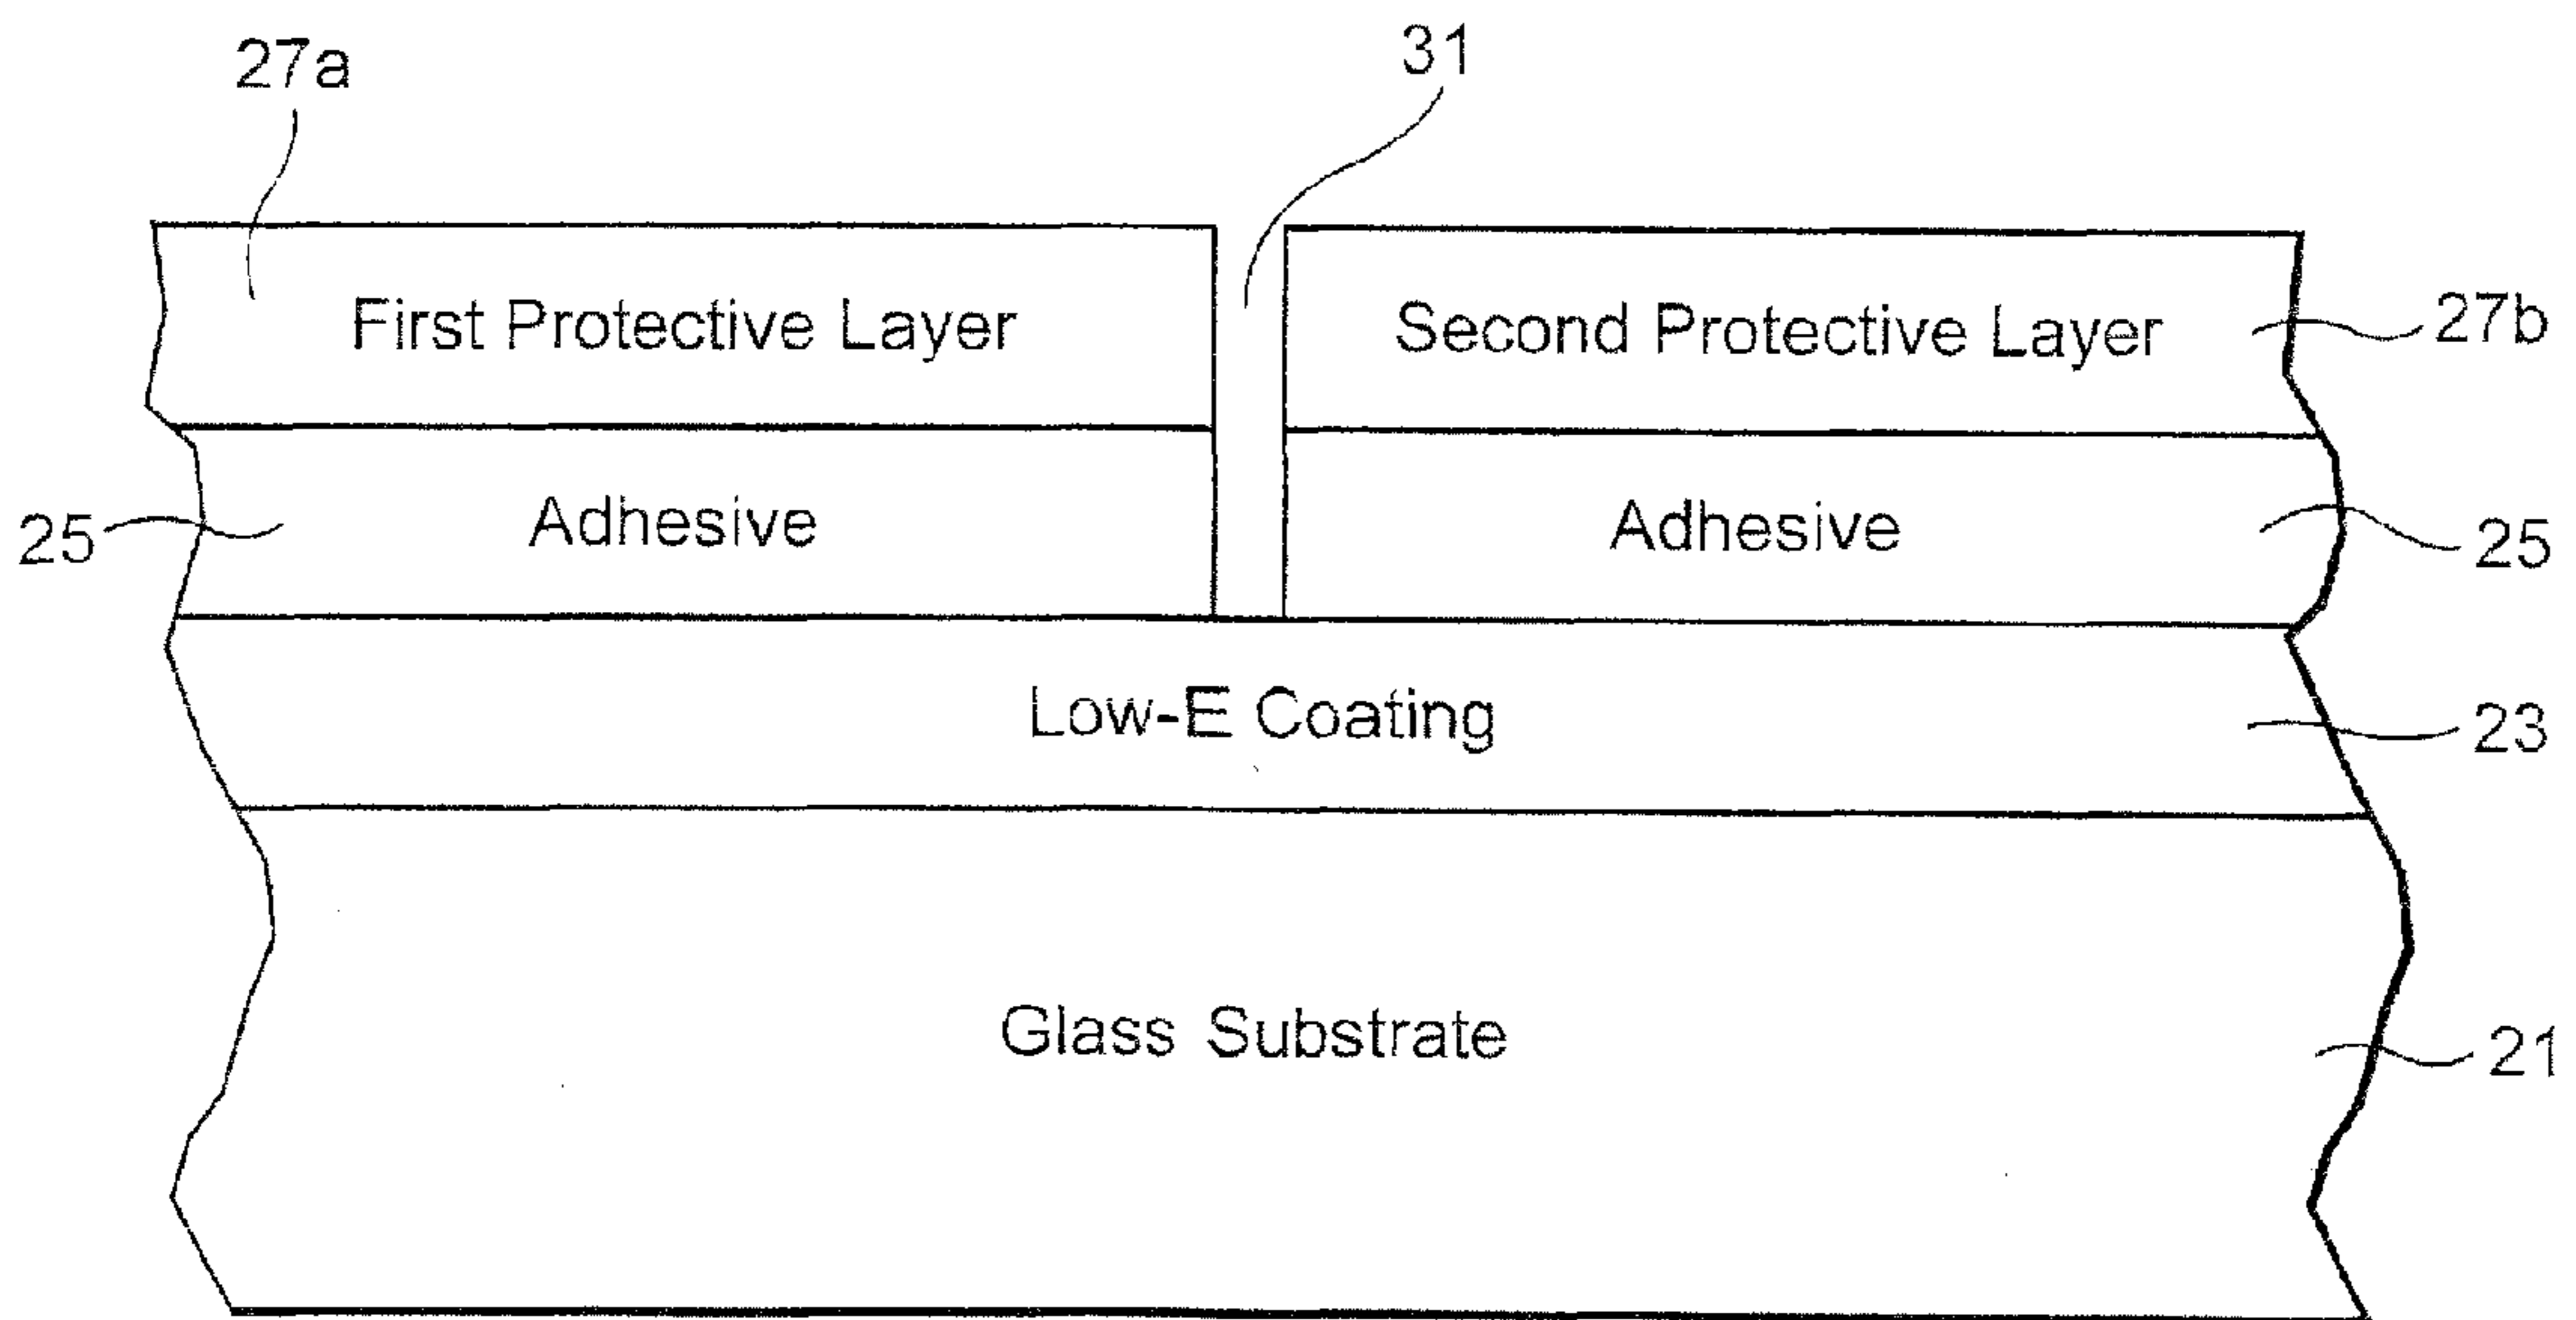 27a
31
First Protective Layer
Second Protective Layer
27b
25
Adhesive
Adhesive
25
Low-E Coating
23
Glass Substrate
21